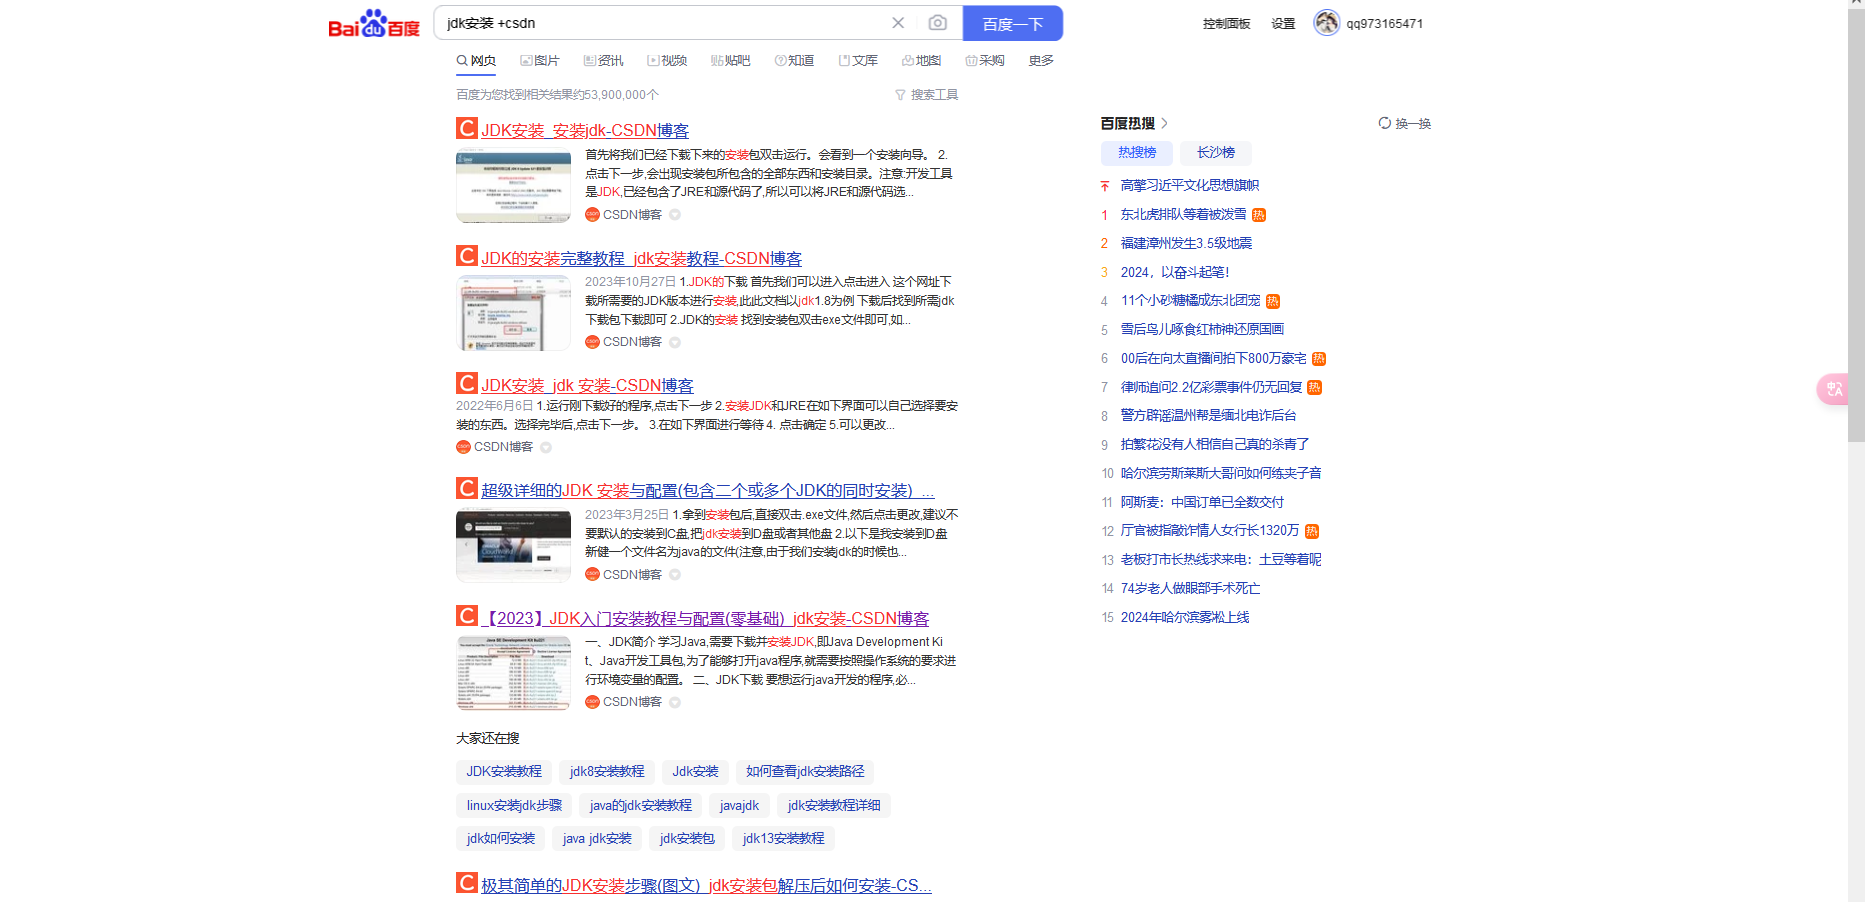 Bai du 百度
jdk安装 +csdn
百度一下
控制面板 设置 qq973165471
网页 图片 资讯 视频 贴吧 知道 文库 地图 采购 更多
百度为您找到相关结果约53,900,000个 搜索工具
JDK安装_安装jdk-CSDN博客
首先将我们已经下载下来的安装包双击运行。会看到一个安装向导。 2.
点击下一步,会出现安装包所包含的全部东西和安装目录。注意:开发工具
是JDK,已经包含了JRE和源代码了,所以可以将JRE和源代码选...
CSDN博客
JDK的安装完整教程_jdk安装教程-CSDN博客
2023年10月27日 1.JDK的下载 首先我们可以进入点击进入 这个网址下
载所需要的JDK版本进行安装,此此文档以jdk1.8为例 下载后找到所需jdk
下载包下载即可 2.JDK的安装 找到安装包双击exe文件即可,如...
CSDN博客
JDK安装_jdk 安装-CSDN博客
2022年6月6日 1.运行刚下载好的程序,点击下一步 2.安装JDK和JRE在如下界面可以自己选择要安
装的东西。选择完毕后,点击下一步。 3.在如下界面进行等待 4. 点击确定 5.可以更改...
CSDN博客
超级详细的JDK 安装与配置(包含二个或多个JDK的同时安装)_...
2023年3月25日 1.拿到安装包后,直接双击.exe文件,然后点击更改,建议不
要默认的安装到C盘,把jdk安装到D盘或者其他盘 2.以下是我安装到D盘
新健一个文件名为java的文件(注意,由于我们安装jdk的时候也...
CSDN博客
【2023】JDK入门安装教程与配置(零基础)_jdk安装-CSDN博客
一、JDK简介 学习Java,需要下载并安装JDK,即Java Development Ki
t、Java开发工具包,为了能够打开java程序,就需要按照操作系统的要求进
行环境变量的配置。 二、JDK下载 要想运行java开发的程序,必...
CSDN博客
大家还在搜
JDK安装教程 jdk8安装教程 Jdk安装 如何查看jdk安装路径
linux安装jdk步骤 java的jdk安装教程 javajdk jdk安装教程详细
jdk如何安装 java jdk安装 jdk安装包 jdk13安装教程
极其简单的JDK安装步骤(图文)_jdk安装包解压后如何安装-CS...
百度热搜 换一换
热搜榜 长沙榜
高擎习近平文化思想旗帜
1 东北虎排队等着被泼雪 热
2 福建漳州发生3.5级地震
3 2024，以奋斗起笔！
4 11个小砂糖橘成东北团宠 热
5 雪后鸟儿啄食红柿神还原国画
6 00后在向太直播间拍下800万豪宅 热
7 律师追问2.2亿彩票事件仍无回复 热
8 警方辟谣温州帮是缅北电诈后台
9 拍繁花没有人相信自己真的杀青了
10 哈尔滨劳斯莱斯大哥问如何练夹子音
11 阿斯麦：中国订单已全数交付
12 厅官被指敲诈情人女行长1320万 热
13 老板打市长热线求来电：土豆等着呢
14 74岁老人做眼部手术死亡
15 2024年哈尔滨雾凇上线